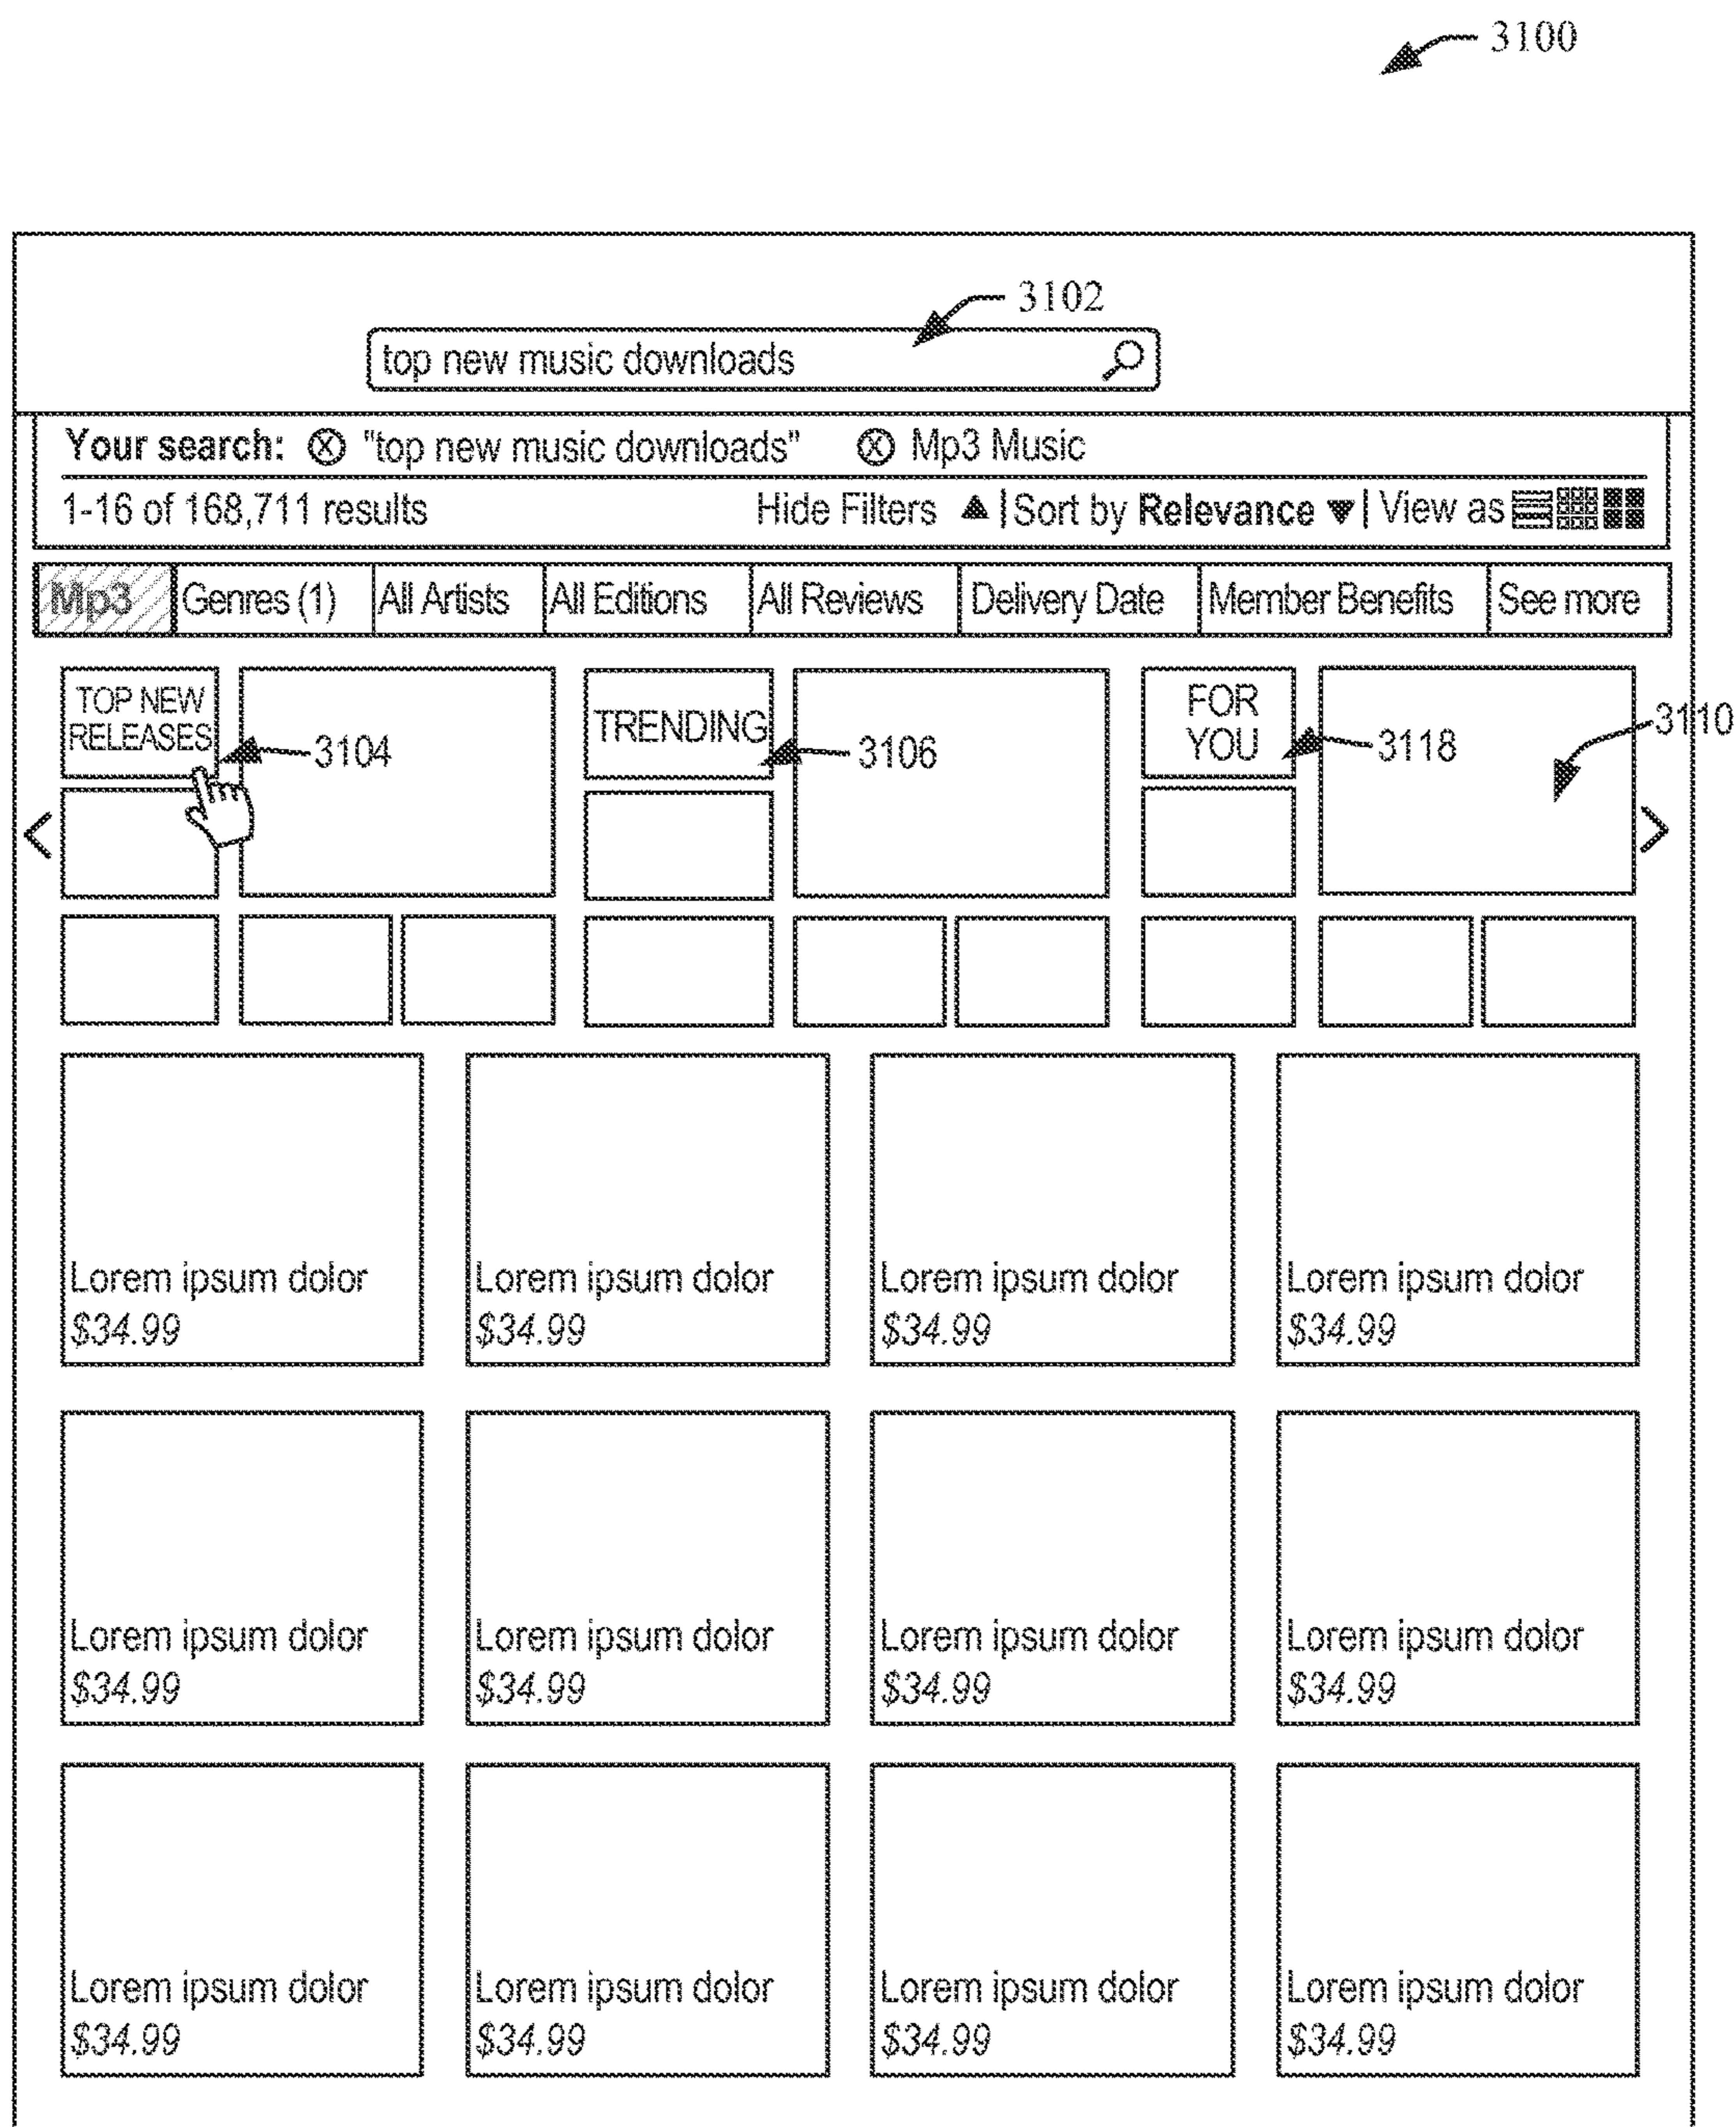 3100
3102
top new music downloads
Your search: ⓧ "top new music downloads" ⓧ Mp3 Music
1-16 of 168,711 results Hide Filters ▲ | Sort by Relevance ▼ | View as
Mp3 Genres (1) All Artists All Editions All Reviews Delivery Date Member Benefits See more
TOP NEW
RELEASES
3104
TRENDING
3106
FOR
YOU
3118
3110
Lorem ipsum dolor Lorem ipsum dolor Lorem ipsum dolor Lorem ipsum dolor
$34.99 $34.99 $34.99 $34.99
Lorem ipsum dolor Lorem ipsum dolor Lorem ipsum dolor Lorem ipsum dolor
$34.99 $34.99 $34.99 $34.99
Lorem ipsum dolor Lorem ipsum dolor Lorem ipsum dolor Lorem ipsum dolor
$34.99 $34.99 $34.99 $34.99